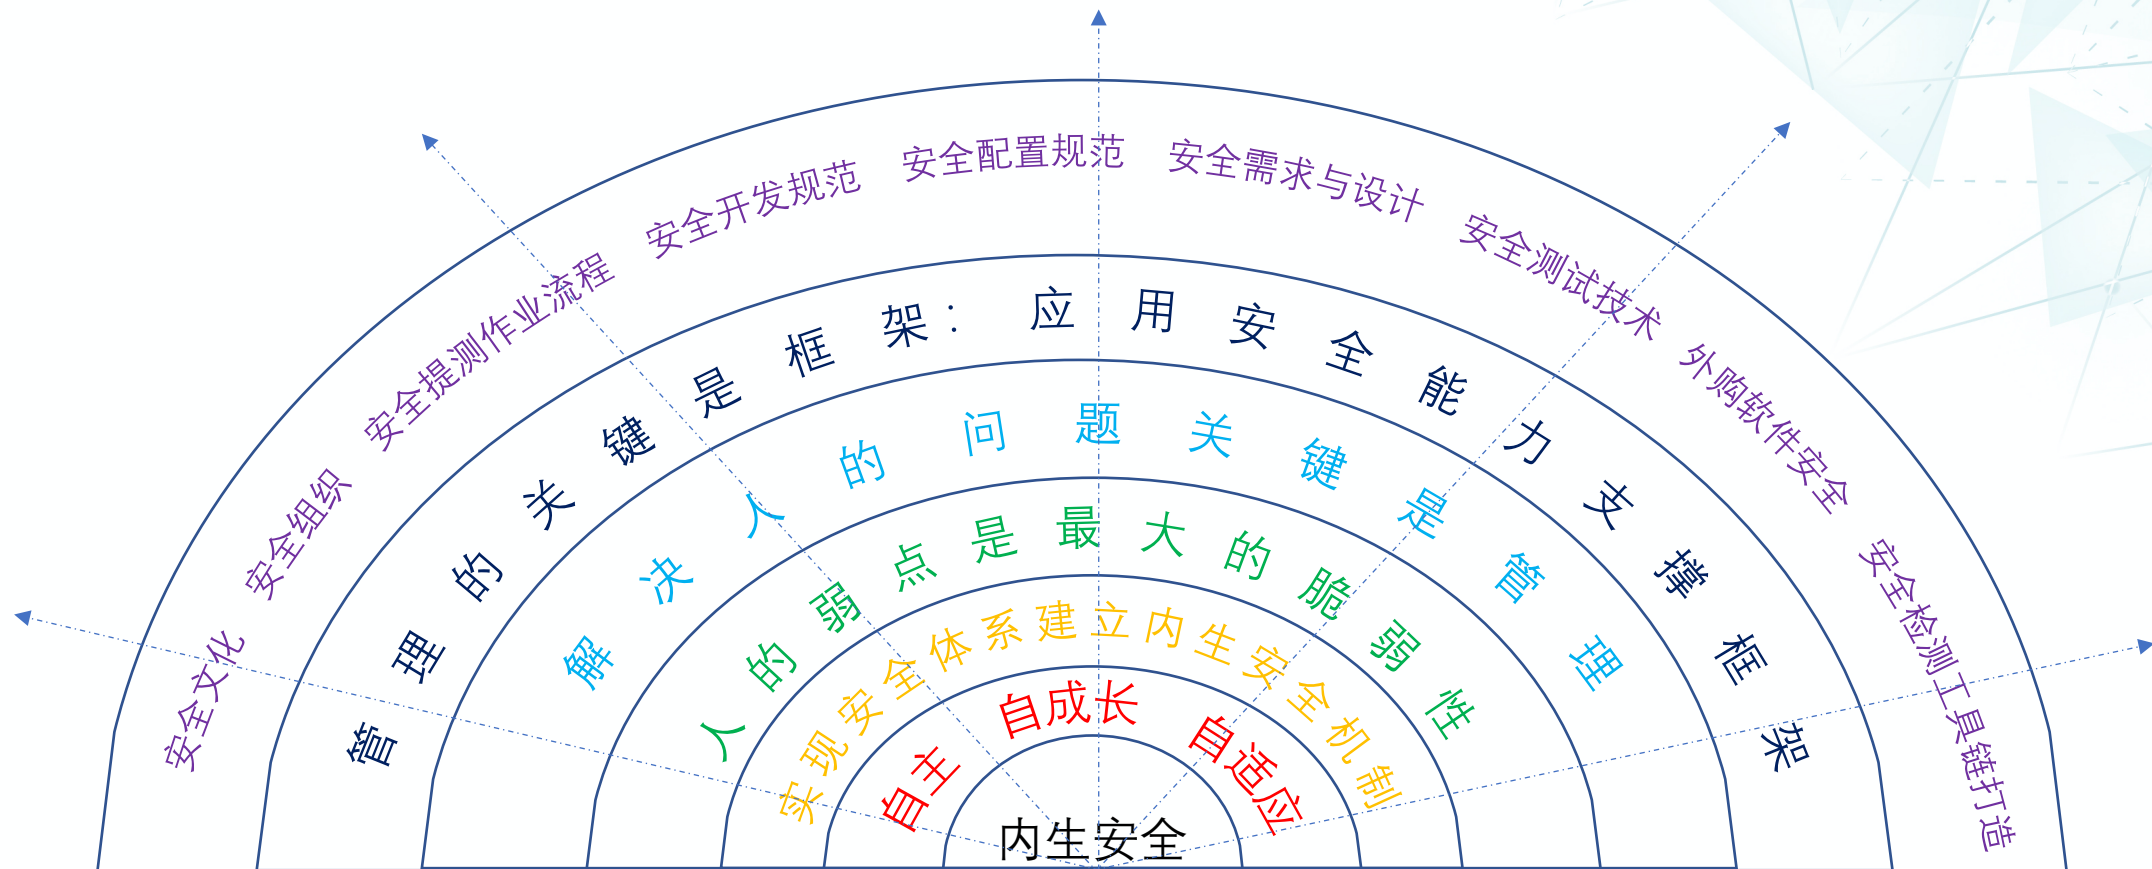 安全文化 安全组织 安全提测作业流程 安全开发规范 安全配置规范 安全需求与设计 安全测试技术 外购软件安全 安全检测工具链打造
管理的关键是框架：应用安全能力支撑框架
解决人的问题关键是管理
人的弱点是最大的脆弱性
实现安全体系建立内生安全机制
自主 自成长 自适应
内生安全